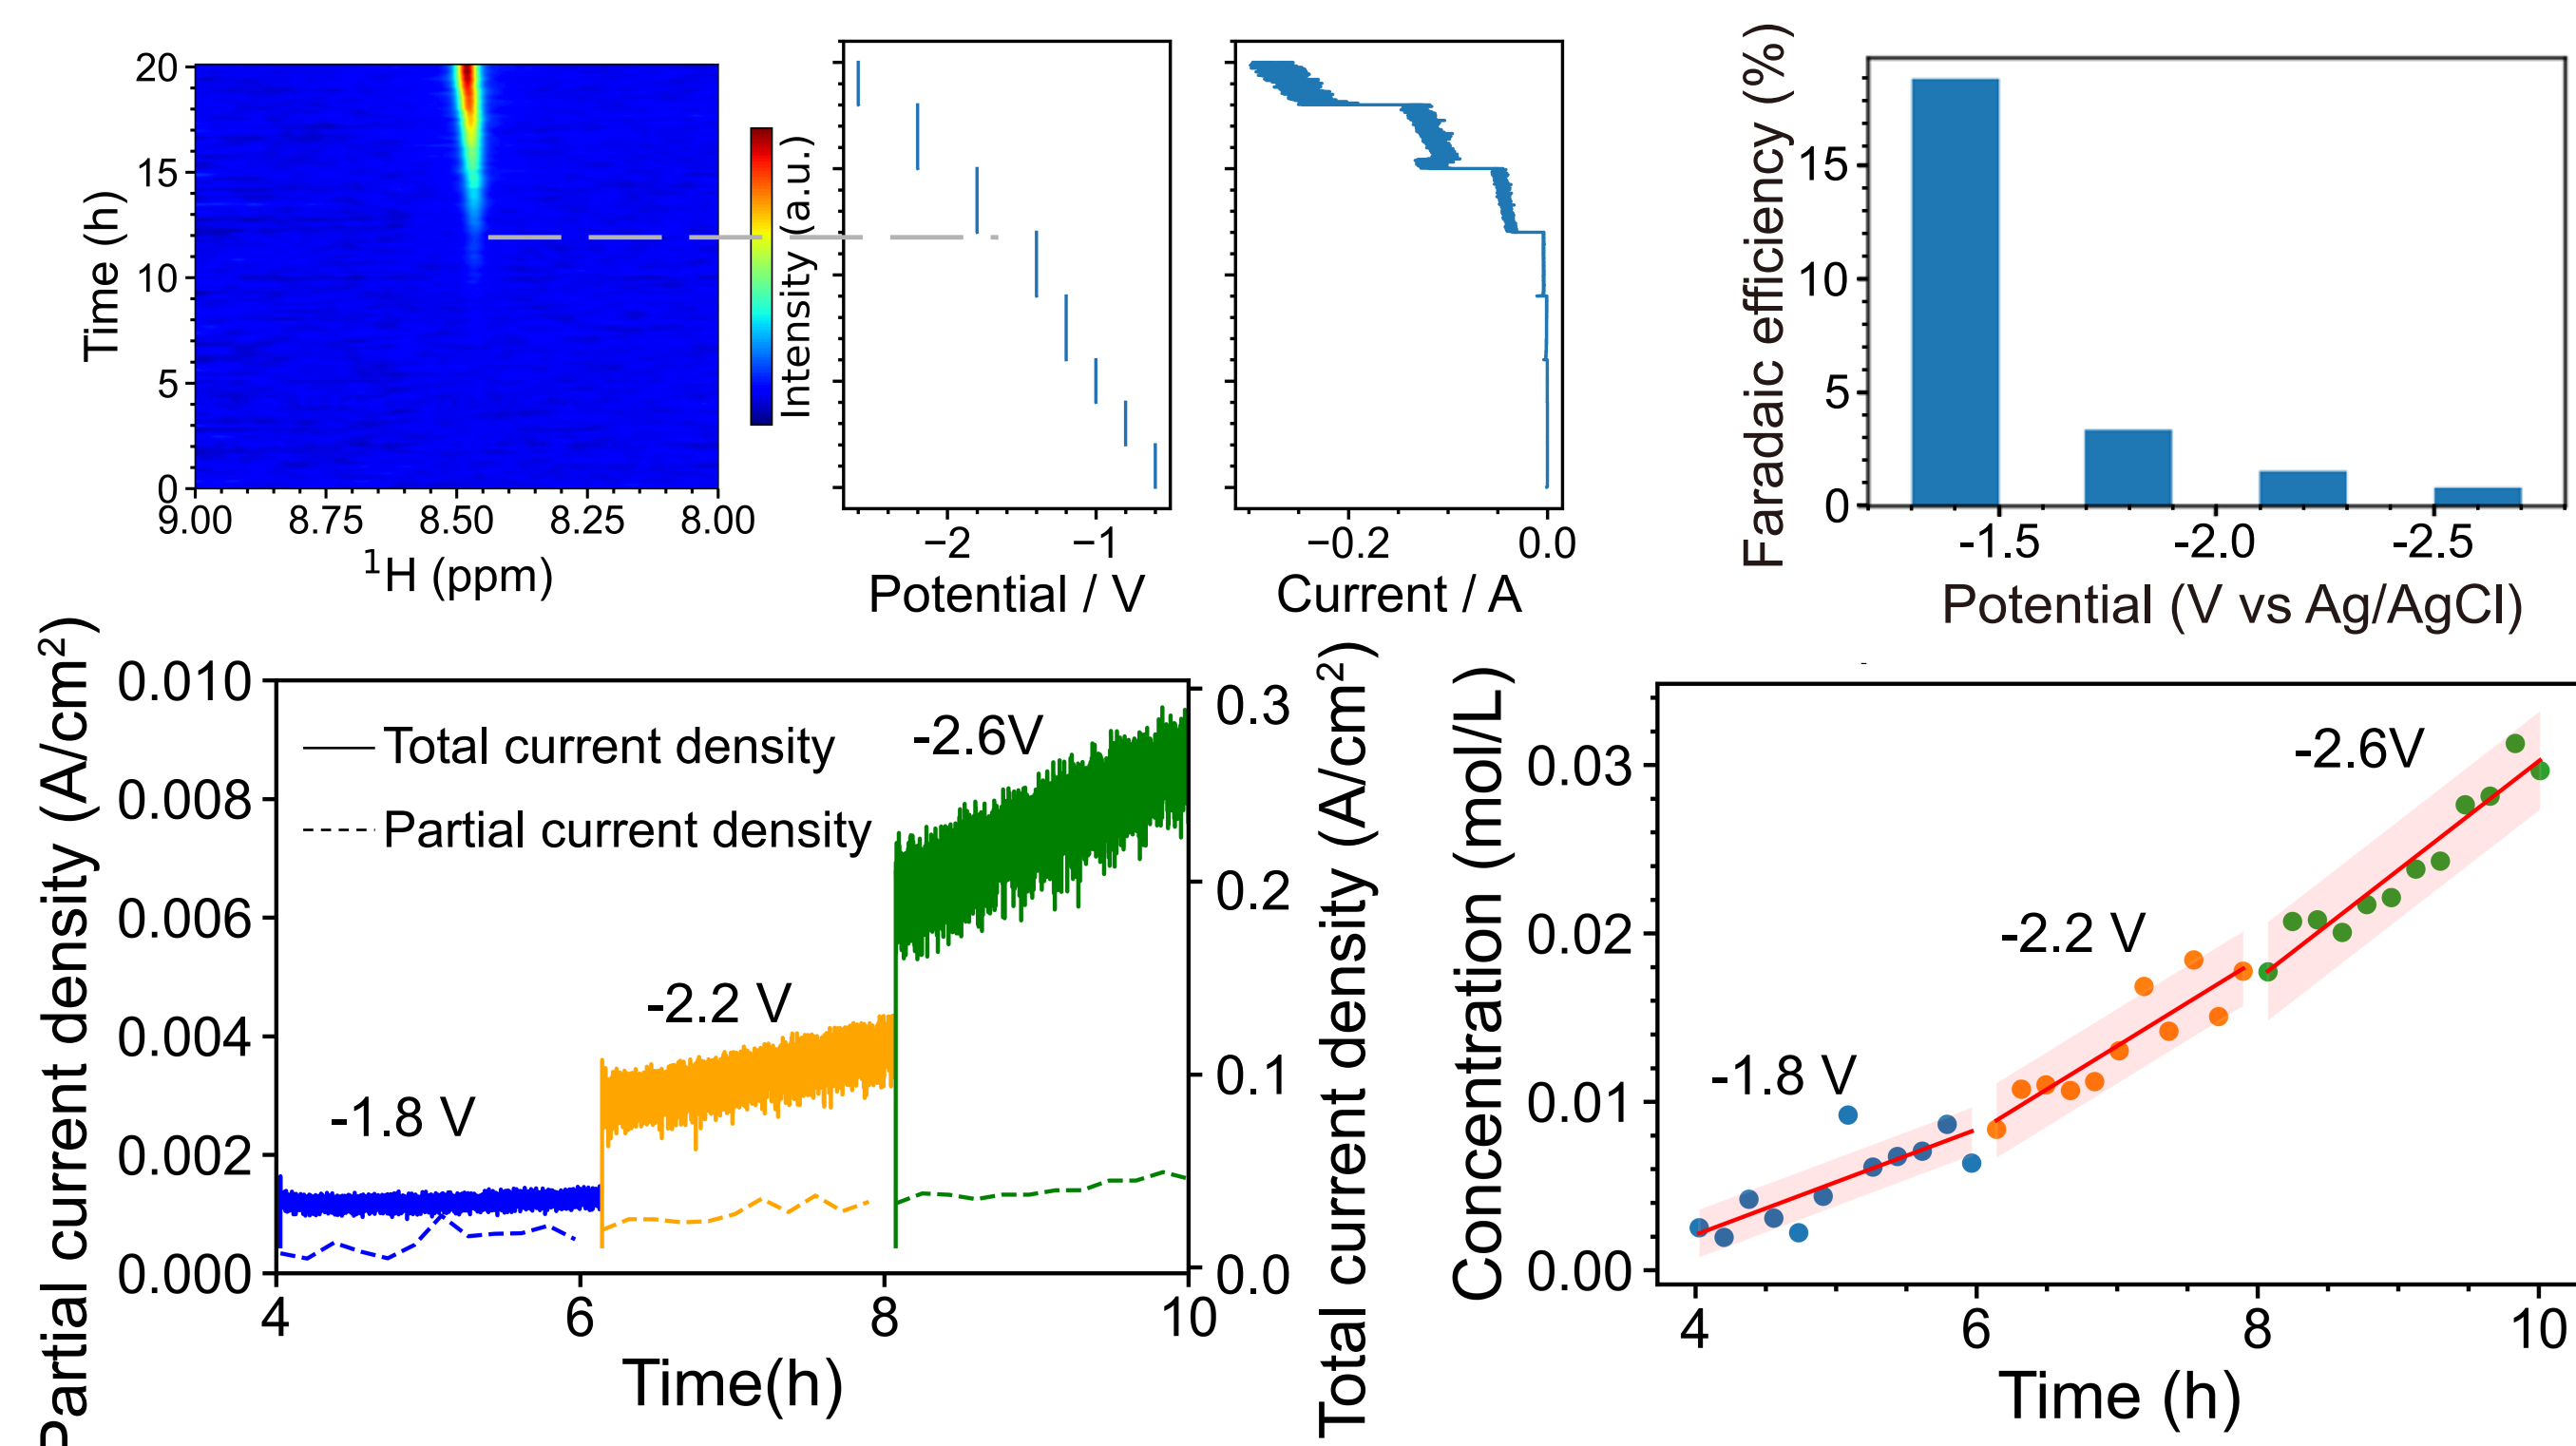 20
15
10
5
0
Time (h)
9.00 8.75 8.50 8.25 8.00
¹H (ppm)
Intensity (a.u.)
−2 −1
Potential / V
−0.2 0.0
Current / A
Faradaic efficiency (%)
15
10
5
0
-1.5 -2.0 -2.5
Potential (V vs Ag/AgCl)
Partial current density (A/cm²)
0.010
0.008
0.006
0.004
0.002
0.000
Total current density
Partial current density
-1.8 V
-2.2 V
-2.6V
0.3
0.2
0.1
0.0
Total current density (A/cm²)
4 6 8 10
Time(h)
Concentration (mol/L)
0.03
0.02
0.01
0.00
-1.8 V
-2.2 V
-2.6V
4 6 8 10
Time (h)